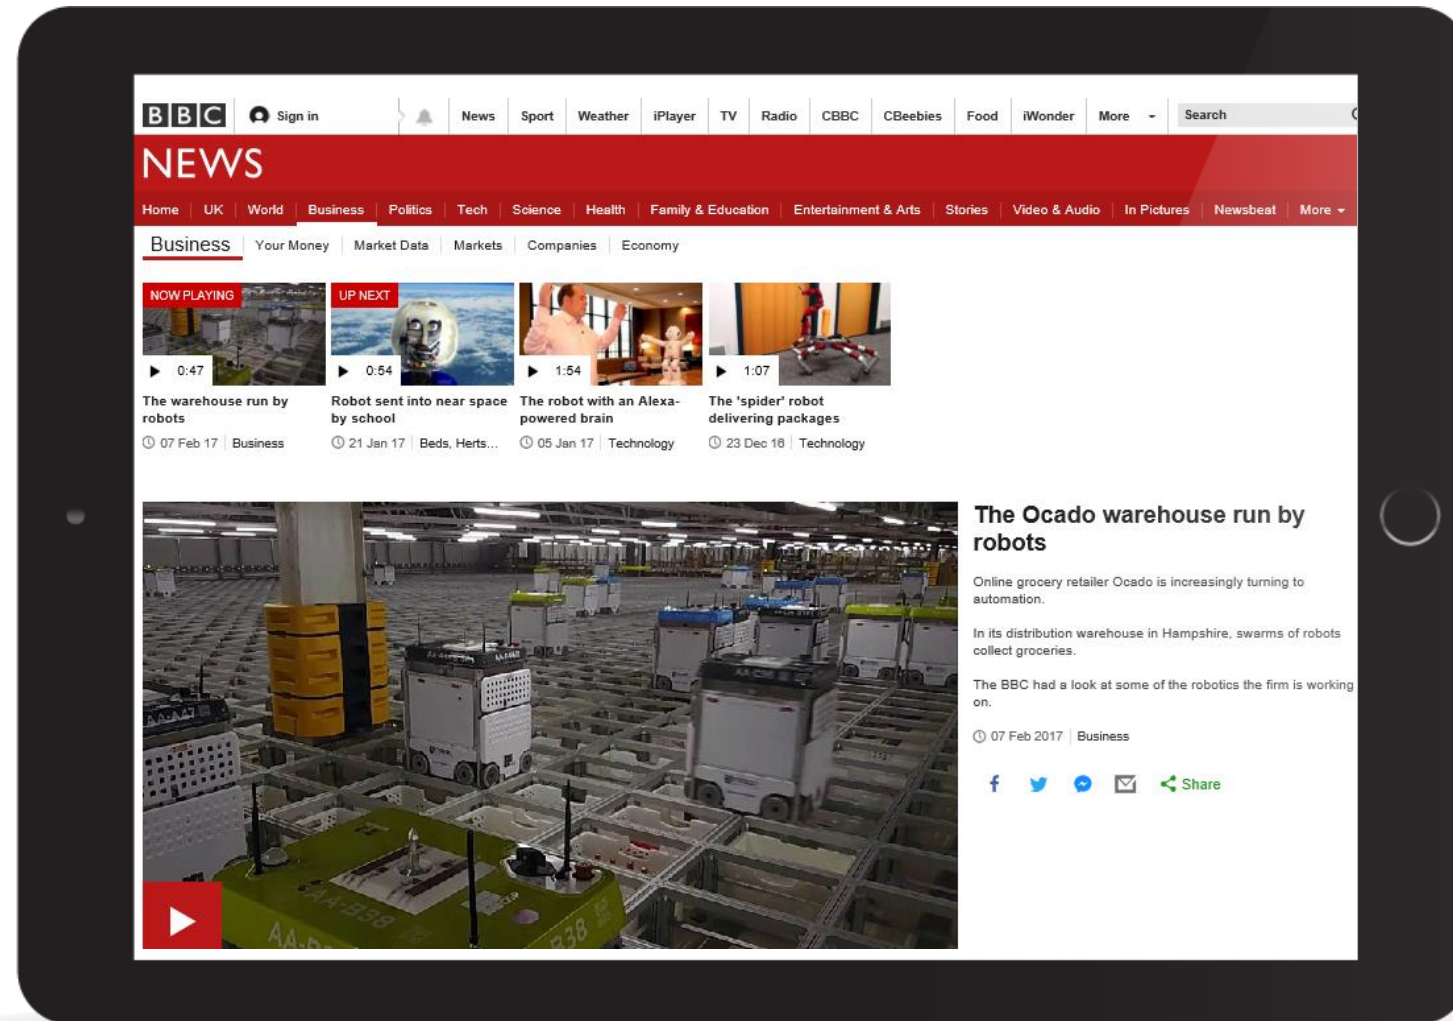 BBC Sign in News Sport Weather iPlayer TV Radio CBBC CBeebies Food iWonder More Search
NEWS
Home UK World Business Politics Tech Science Health Family & Education Entertainment & Arts Stories Video & Audio In Pictures Newsbeat More
Business Your Money Market Data Markets Companies Economy
NOW PLAYING
0:47
The warehouse run by
robots
07 Feb 17 Business
UP NEXT
0:54
Robot sent into near space
by school
21 Jan 17 Beds, Herts...
1:54
The robot with an Alexa-
powered brain
05 Jan 17 Technology
1:07
The 'spider' robot
delivering packages
23 Dec 16 Technology
AA-B38
The Ocado warehouse run by
robots
Online grocery retailer Ocado is increasingly turning to
automation.
In its distribution warehouse in Hampshire, swarms of robots
collect groceries.
The BBC had a look at some of the robotics the firm is working
on.
07 Feb 2017 Business
Share